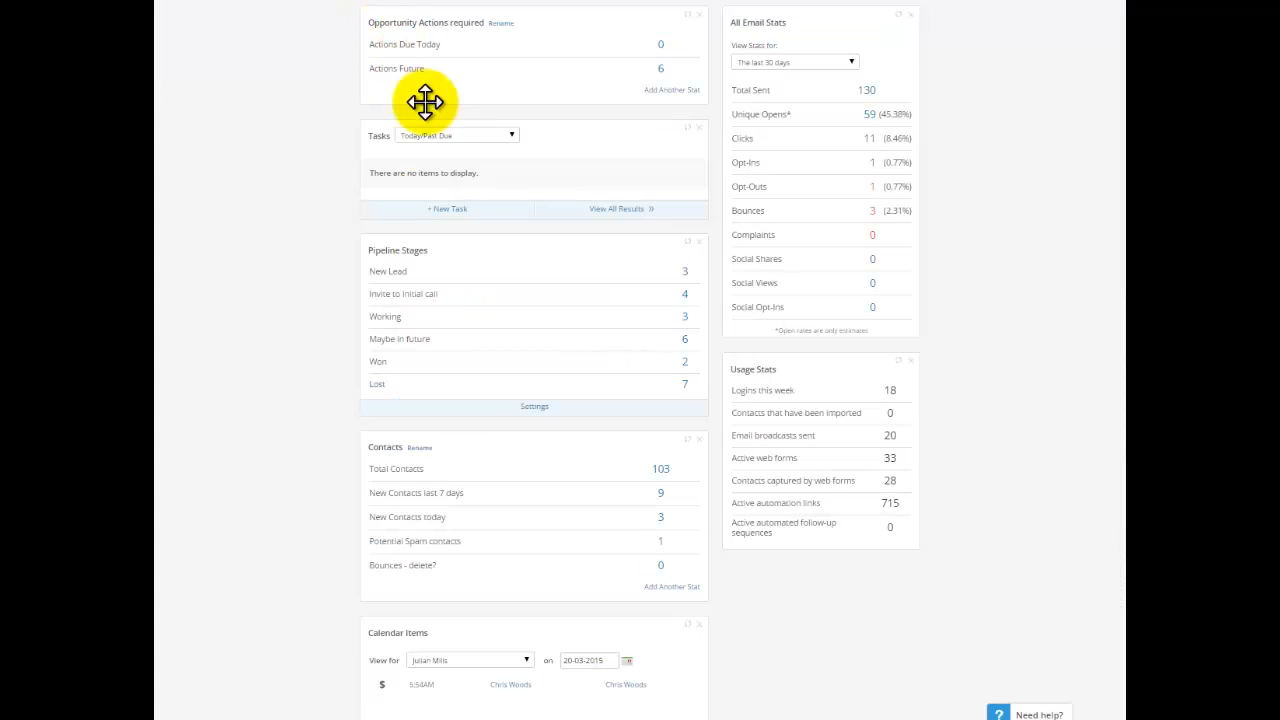 Opportunity Actions required Rename
Actions Due Today 0
Actions Future 6
Add Another Stat
Tasks Today/Past Due
There are no items to display.
+ New Task View All Results »
Pipeline Stages
New Lead 3
Invite to initial call 4
Working 3
Maybe in future 6
Won 2
Lost 7
Settings
Contacts Rename
Total Contacts 103
New Contacts last 7 days 9
New Contacts today 3
Potential Spam contacts 1
Bounces - delete? 0
Add Another Stat
Calendar Items
View for Julian Mills on 20-03-2015
$ 5:54AM Chris Woods Chris Woods
All Email Stats
View Stats for:
The last 30 days
Total Sent 130
Unique Opens* 59 (45.38%)
Clicks 11 (8.46%)
Opt-Ins 1 (0.77%)
Opt-Outs 1 (0.77%)
Bounces 3 (2.31%)
Complaints 0
Social Shares 0
Social Views 0
Social Opt-Ins 0
*Open rates are only estimates
Usage Stats
Logins this week 18
Contacts that have been imported 0
Email broadcasts sent 20
Active web forms 33
Contacts captured by web forms 28
Active automation links 715
Active automated follow-up
sequences 0
? Need help?